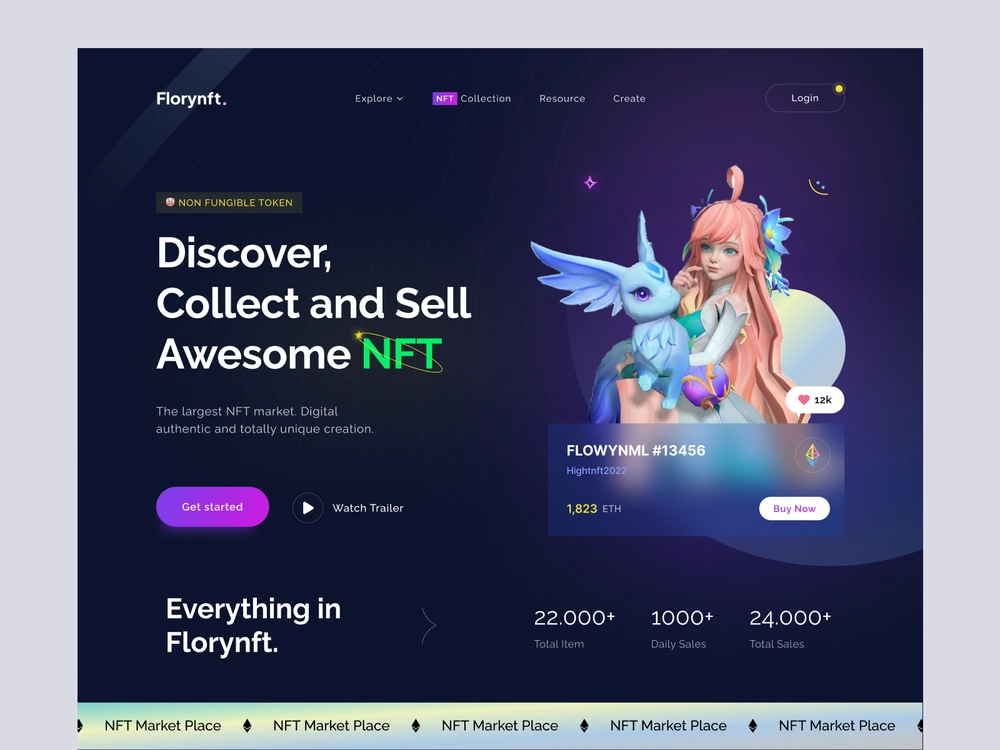 Florynft.
Explore
NFT Collection
Resource
Create
Login
NON FUNGIBLE TOKEN
Discover,
Collect and Sell
Awesome NFT
The largest NFT market. Digital
authentic and totally unique creation.
Get started
Watch Trailer
12k
FLOWYNML #13456
Hightnft2022
1,823 ETH
Buy Now
Everything in
Florynft.
22.000+
Total Item
1000+
Daily Sales
24.000+
Total Sales
NFT Market Place
NFT Market Place
NFT Market Place
NFT Market Place
NFT Market Place